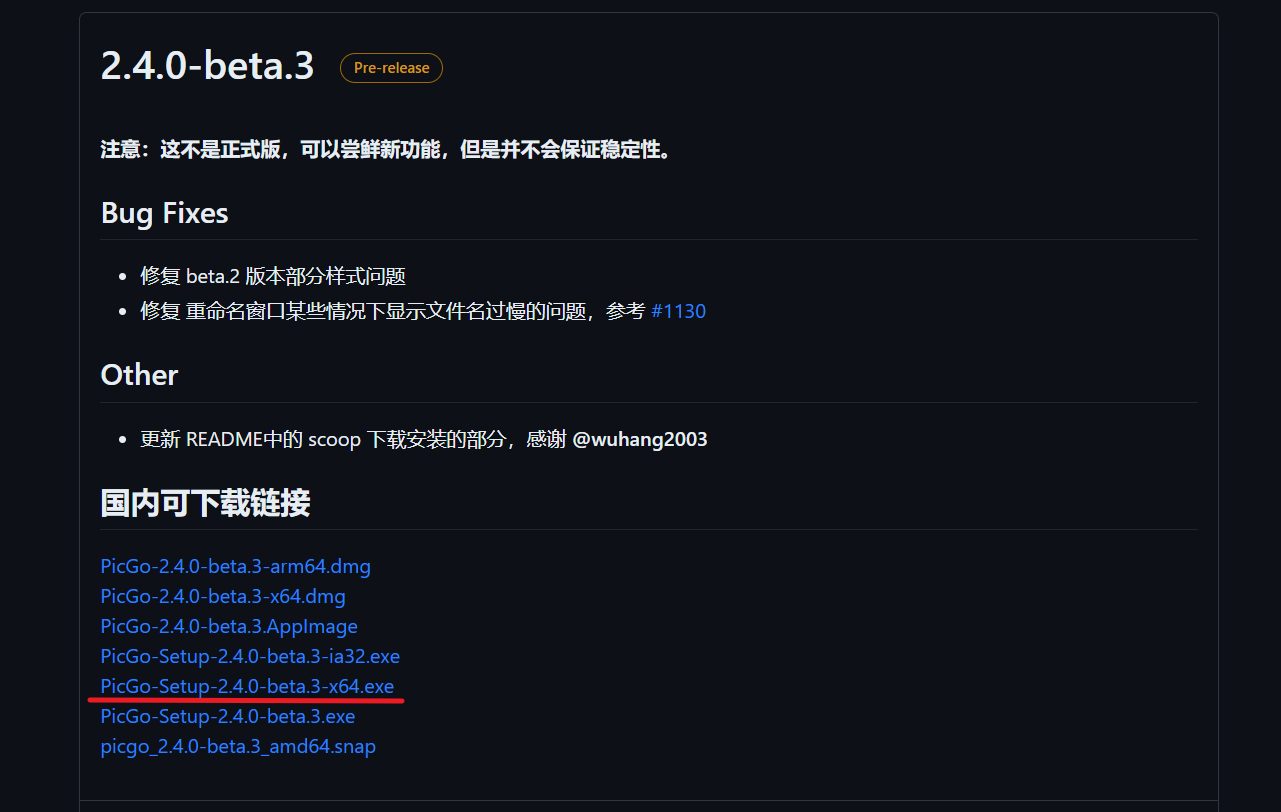 2.4.0-beta.3 Pre-release
注意：这不是正式版，可以尝鲜新功能，但是并不会保证稳定性。
Bug Fixes
修复 beta.2 版本部分样式问题
修复 重命名窗口某些情况下显示文件名过慢的问题，参考 #1130
Other
更新 README中的 scoop 下载安装的部分，感谢 @wuhang2003
国内可下载链接
PicGo-2.4.0-beta.3-arm64.dmg
PicGo-2.4.0-beta.3-x64.dmg
PicGo-2.4.0-beta.3.AppImage
PicGo-Setup-2.4.0-beta.3-ia32.exe
PicGo-Setup-2.4.0-beta.3-x64.exe
PicGo-Setup-2.4.0-beta.3.exe
picgo_2.4.0-beta.3_amd64.snap